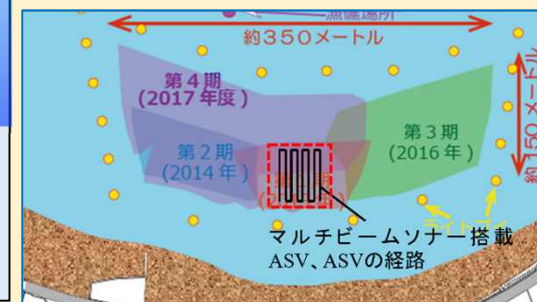 約350メートル
第4期
(2017年度)
第2期
(2014年)
第3期
(2016年)
約150メートル
マルチビームソナー搭載
ASV、ASVの経路